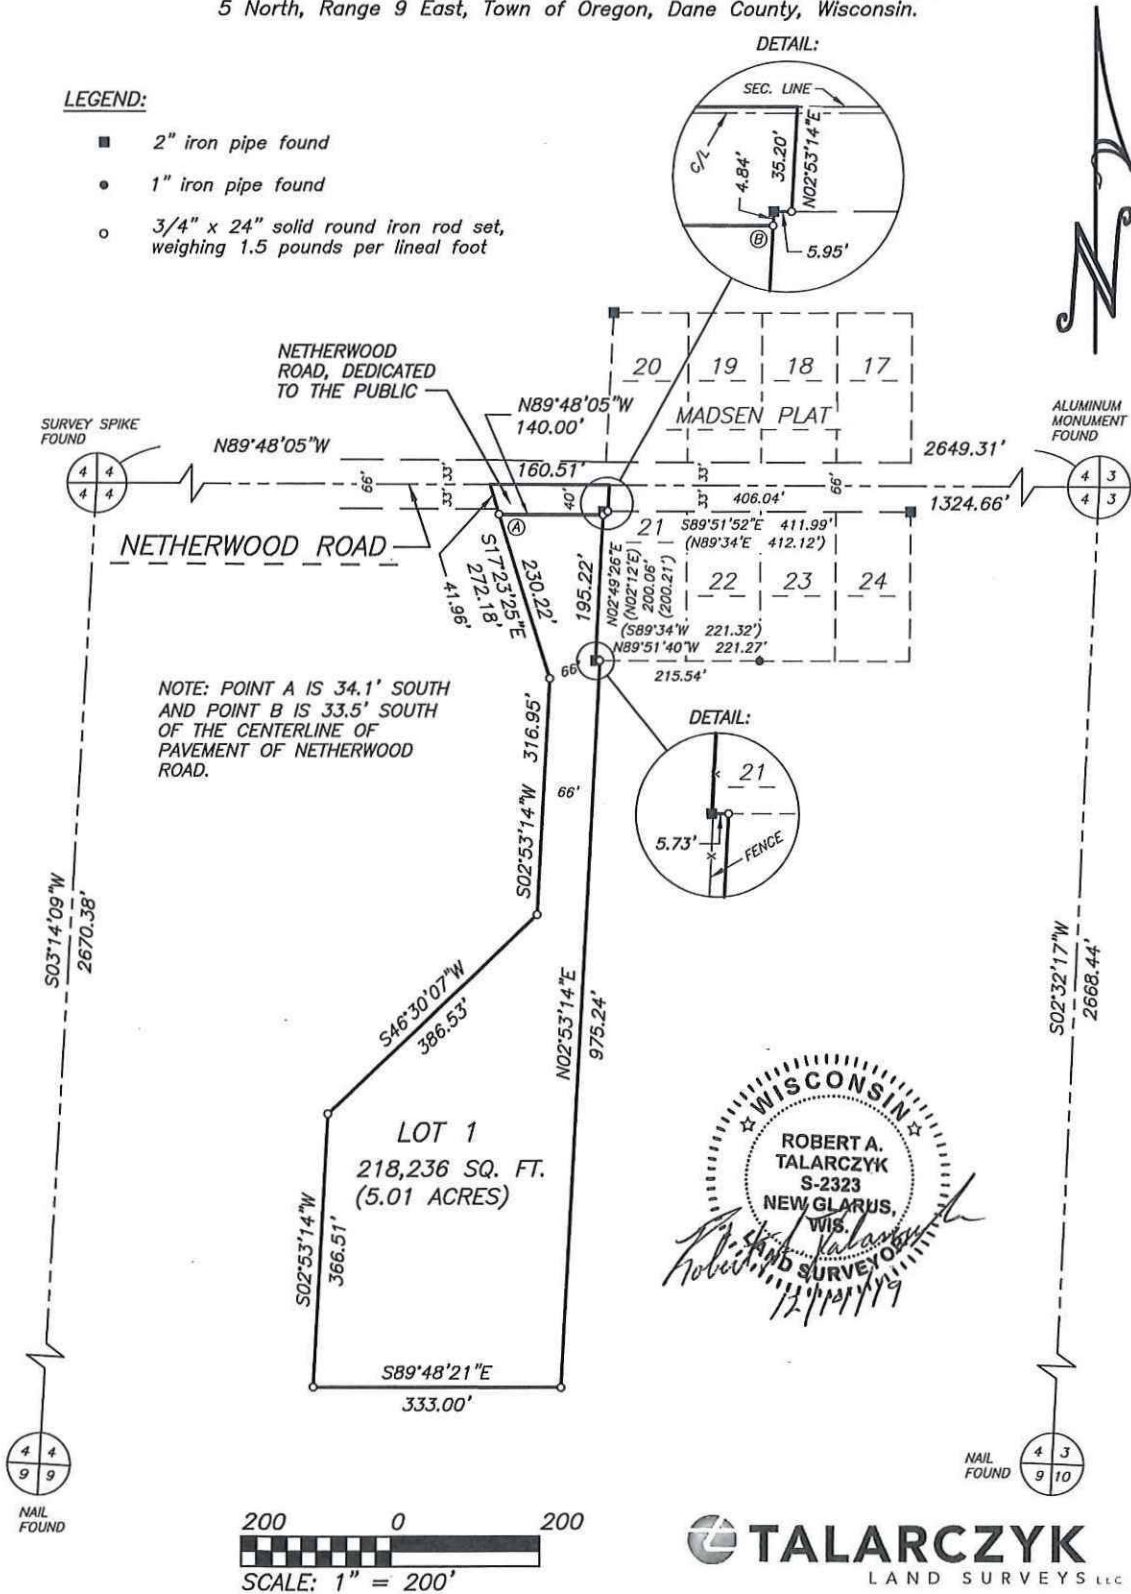 5 North, Range 9 East, Town of Oregon, Dane County, Wisconsin.
DETAIL:
SEC. LINE
C/L
4.84'
35.20'
N02°53'14"E
B
5.95'
LEGEND:
2" iron pipe found
1" iron pipe found
3/4" x 24" solid round iron rod set,
weighing 1.5 pounds per lineal foot
N
NETHERWOOD
ROAD, DEDICATED
TO THE PUBLIC
N89°48'05"W
140.00'
20
19
18
17
MADSEN PLAT
SURVEY SPIKE
FOUND
4 4
4 4
N89°48'05"W
66'
33' 33'
160.51'
40'
33' 33'
406.04'
66'
2649.31'
1324.66'
ALUMINUM
MONUMENT
FOUND
4 3
4 3
NETHERWOOD ROAD
A
41.96'
S17°23'25"E
272.18'
230.22'
195.22'
N02°49'26"E
(N02°12'E)
200.06'
(200.21')
21
S89°51'52"E 411.99'
(N89°34'E 412.12')
22
23
24
(S89°34'W 221.32')
N89°51'40"W 221.27'
215.54'
66'
NOTE: POINT A IS 34.1' SOUTH
AND POINT B IS 33.5' SOUTH
OF THE CENTERLINE OF
PAVEMENT OF NETHERWOOD
ROAD.
S02°53'14"W 316.95'
66'
DETAIL:
21
5.73'
FENCE
S03°14'09"W
2670.38'
S46°30'07"W
386.53'
N02°53'14"E
975.24'
S02°32'17"W
2668.44'
LOT 1
218,236 SQ. FT.
(5.01 ACRES)
S02°53'14"W
366.51'
S89°48'21"E
333.00'
WISCONSIN
ROBERT A.
TALARCZYK
S-2323
NEW GLARUS,
WIS.
LAND SURVEYOR
Robert A Talarczyk
4 4
9 9
NAIL
FOUND
NAIL
FOUND
4 3
9 10
200 0 200
SCALE: 1" = 200'
TALARCZYK
LAND SURVEYS LLC